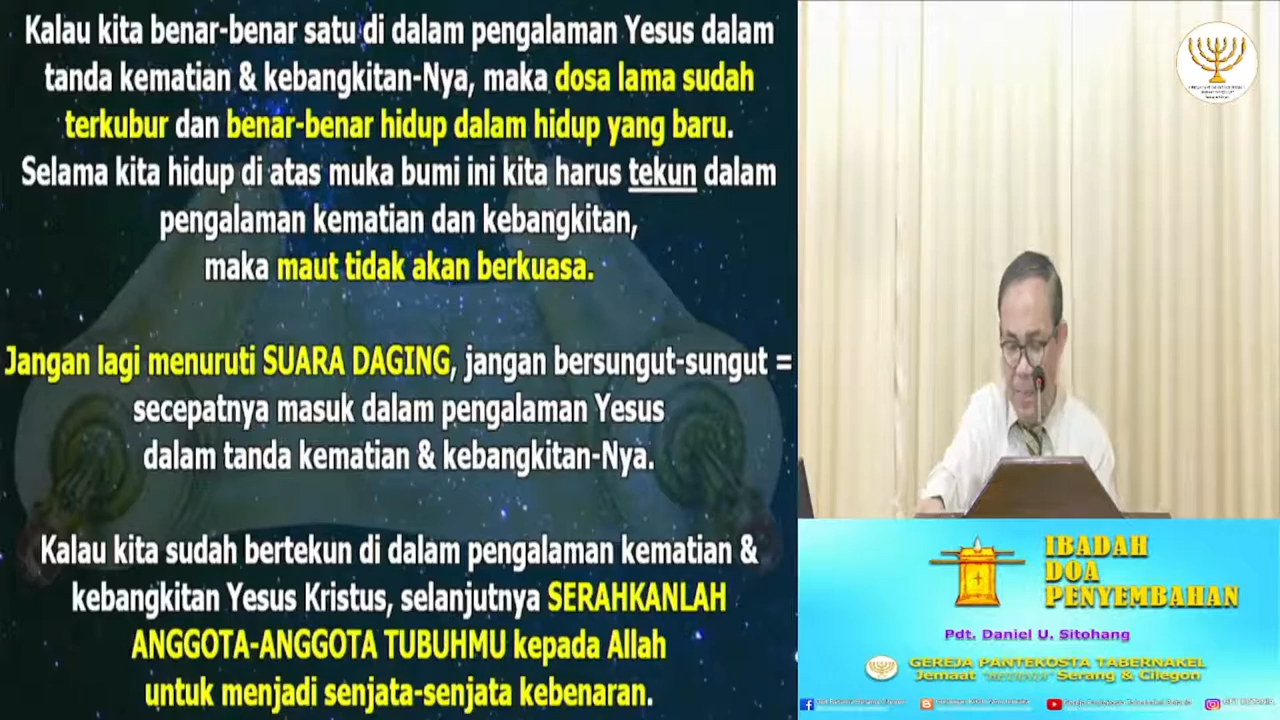 Kalau kita benar-benar satu di dalam pengalaman Yesus dalam
tanda kematian & kebangkitan-Nya, maka dosa lama sudah
terkubur dan benar-benar hidup dalam hidup yang baru.
Selama kita hidup di atas muka bumi ini kita harus tekun dalam
pengalaman kematian dan kebangkitan,
maka maut tidak akan berkuasa.
Jangan lagi menuruti SUARA DAGING, jangan bersungut-sungut =
secepatnya masuk dalam pengalaman Yesus
dalam tanda kematian & kebangkitan-Nya.
Kalau kita sudah bertekun di dalam pengalaman kematian &
kebangkitan Yesus Kristus, selanjutnya SERAHKANLAH
ANGGOTA-ANGGOTA TUBUHMU kepada Allah
untuk menjadi senjata-senjata kebenaran.
IBADAH
DOA
PENYEMBAHAN
Pdt. Daniel U. Sitohang
GEREJA PANTEKOSTA TABERNAKEL
Jemaat "BETHANIA" Serang & Cilegon